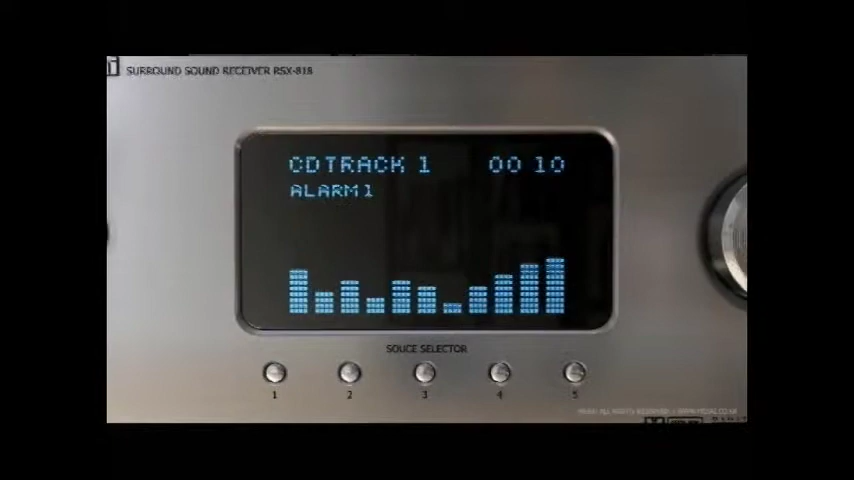 SURROUND SOUND RECEIVER RSX-818
CDTRACK 1 00 10
ALARM 1
SOUCE SELECTOR
1 2 3 4 5